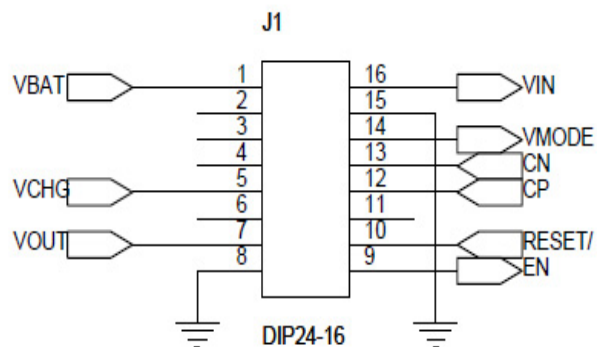 J1
VBAT 1 16 VIN
2 15
3 14 VMODE
4 13 CN
VCHG 5 12 CP
6 11
VOUT 7 10 RESET/
8 9 EN
DIP24-16